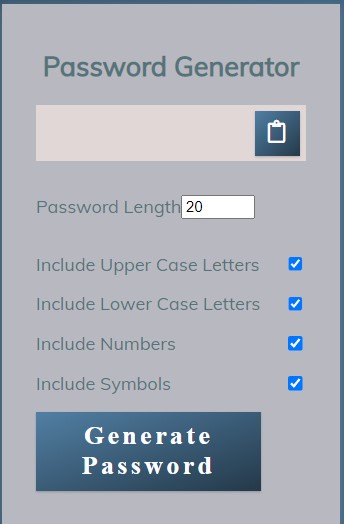 Password Generator
Password Length 20
Include Upper Case Letters
Include Lower Case Letters
Include Numbers
Include Symbols
Generate
Password